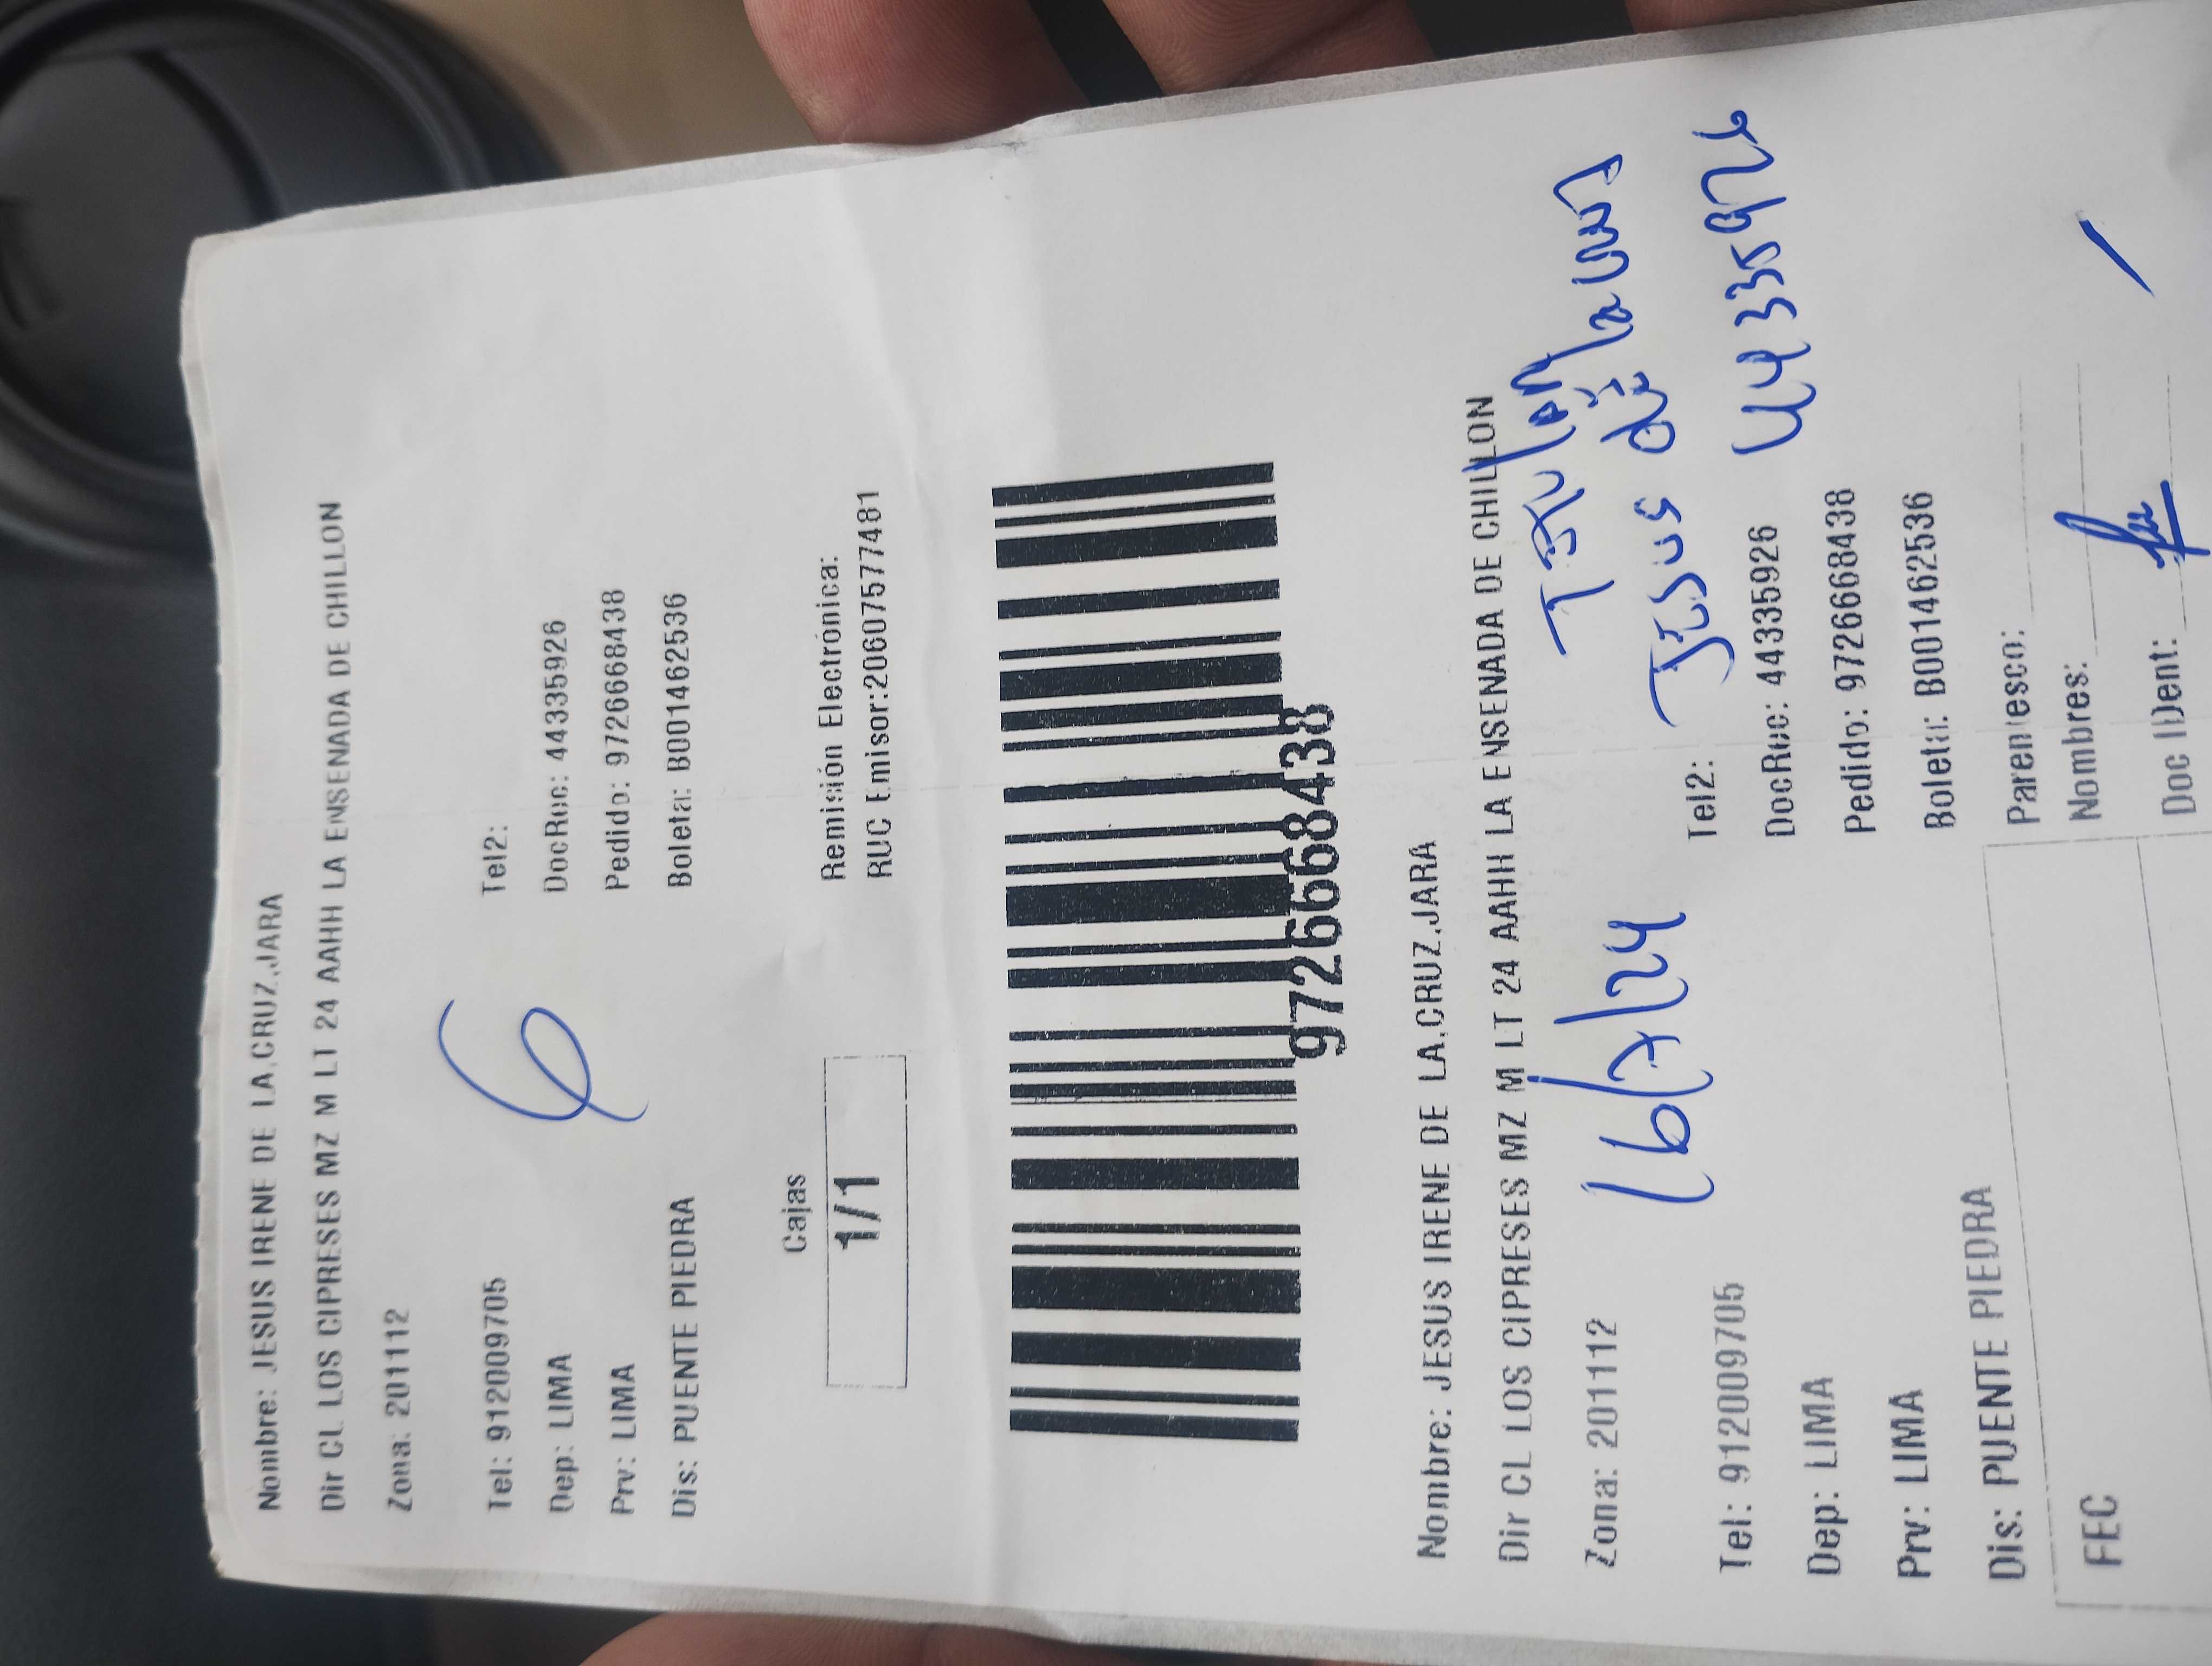 Nombre: JESUS IRENE DE LA,CRUZ,JARA
Dir CL LOS CIPRESES MZ M LT 24 AAHH LA ENSENADA DE CHILLON
Zona: 201112
6
Tel: 912009705 Tel2:
Dep: LIMA DocRuc: 44335926
Prv: LIMA Pedido: 9726668438
Dis: PUENTE PIEDRA Boleta: B001462536
Cajas
1/1
Remisión Electrónica:
RUC Emisor:20607577481
9726668438
Nombre: JESUS IRENE DE LA,CRUZ,JARA
Dir CL LOS CIPRESES MZ M LT 24 AAHH LA ENSENADA DE CHILLON
Zona: 201112 16/7/24
Jesus de la
Tel: 912009705 Tel2: 44335926
Dep: LIMA DocRuc: 44335926
Prv: LIMA Pedido: 9726668438
Dis: PUENTE PIEDRA Boleta: B001462536
Parentesco:
FEC Nombres:
Doc IDent: